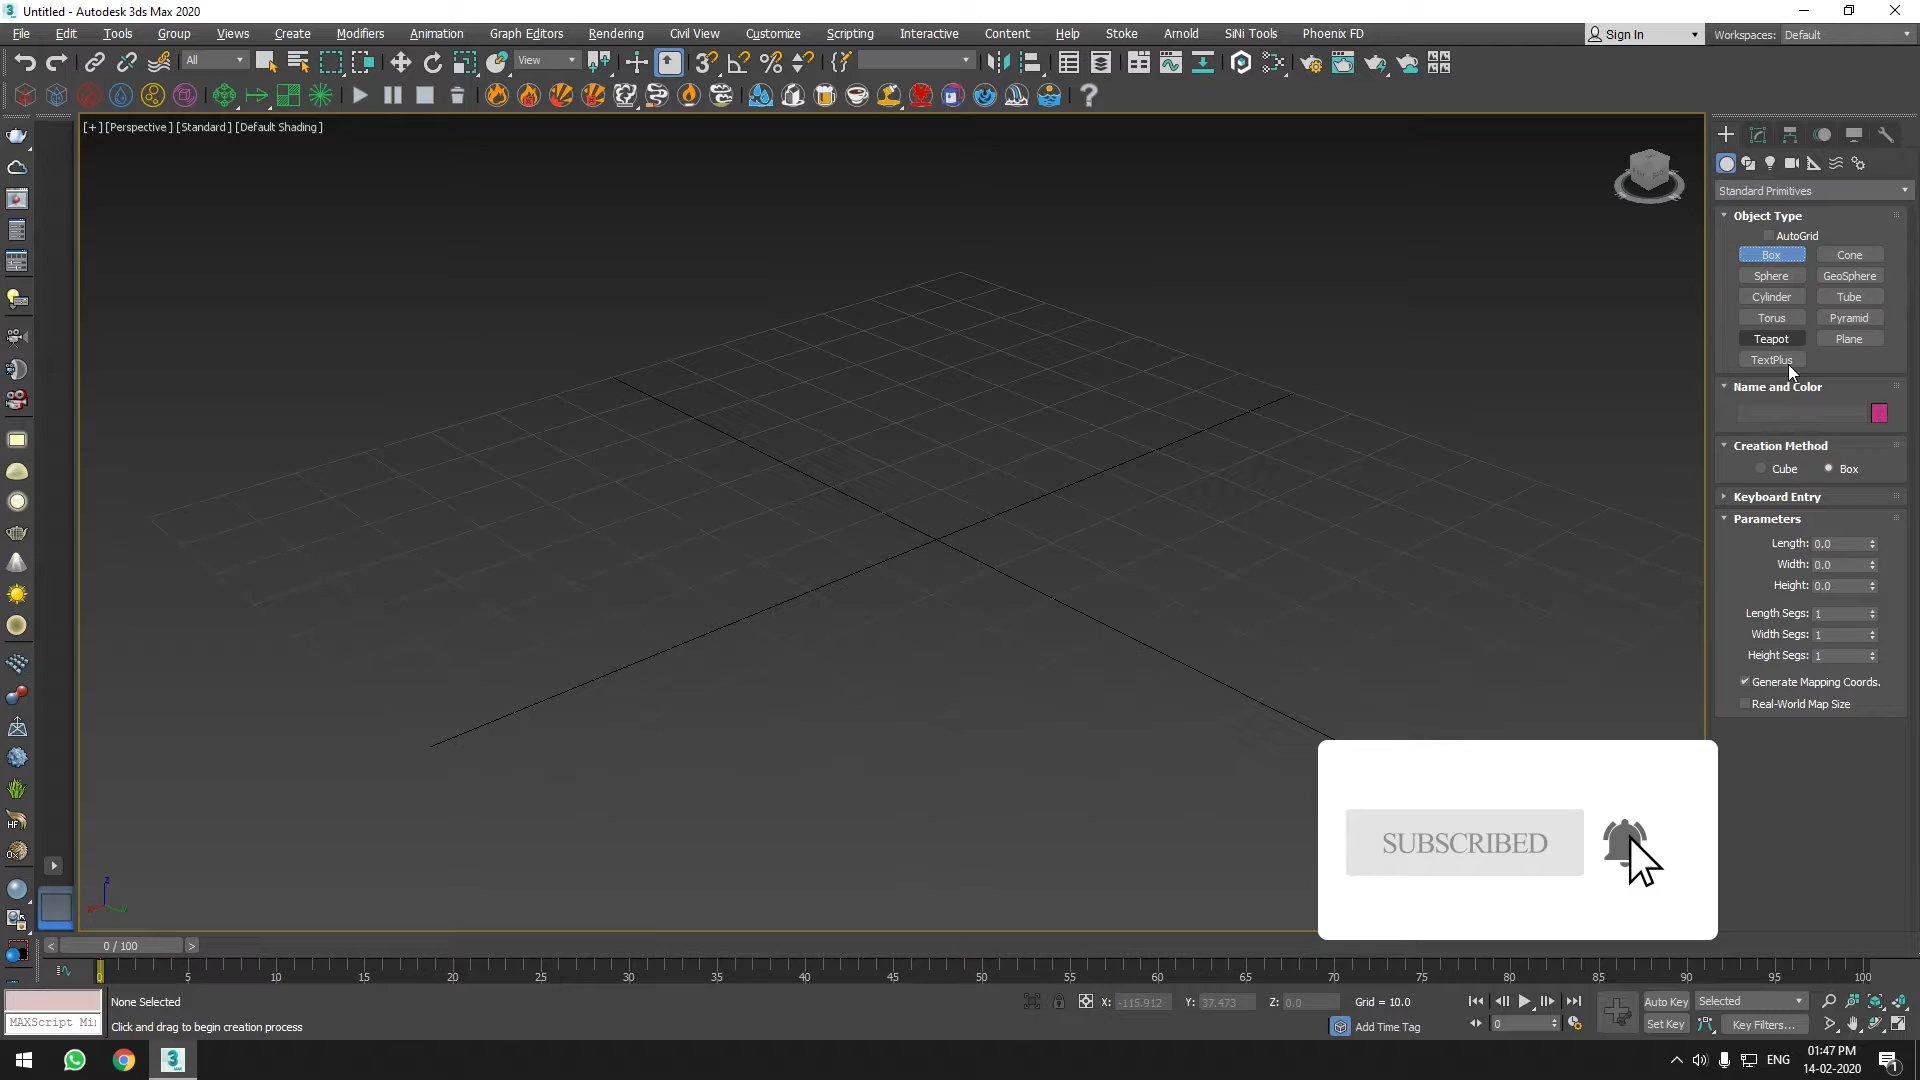 Untitled - Autodesk 3ds Max 2020
File Edit Tools Group Views Create Modifiers Animation Graph Editors Rendering Civil View Customize Scripting Interactive Content Help Stoke Arnold SiNi Tools Phoenix FD Sign In Workspaces: Default
All View
[+] [Perspective] [Standard] [Default Shading]
Standard Primitives
Object Type
AutoGrid
Box Cone
Sphere GeoSphere
Cylinder Tube
Torus Pyramid
Teapot Plane
TextPlus
Name and Color
Creation Method
Cube Box
Keyboard Entry
Parameters
Length: 0.0
Width: 0.0
Height: 0.0
Length Segs: 1
Width Segs: 1
Height Segs: 1
Generate Mapping Coords.
Real-World Map Size
SUBSCRIBED
z
< 0 / 100 >
0 5 10 15 20 25 30 35 40 45 50 55 60 65 70 75 80 85 90 95 100
None Selected X: -115.912 Y: 37.473 Z: 0.0 Grid = 10.0 Auto Key Selected
MAXScript Mi
Click and drag to begin creation process Add Time Tag 0 Set Key Key Filters...
ENG 01:47 PM
14-02-2020
1